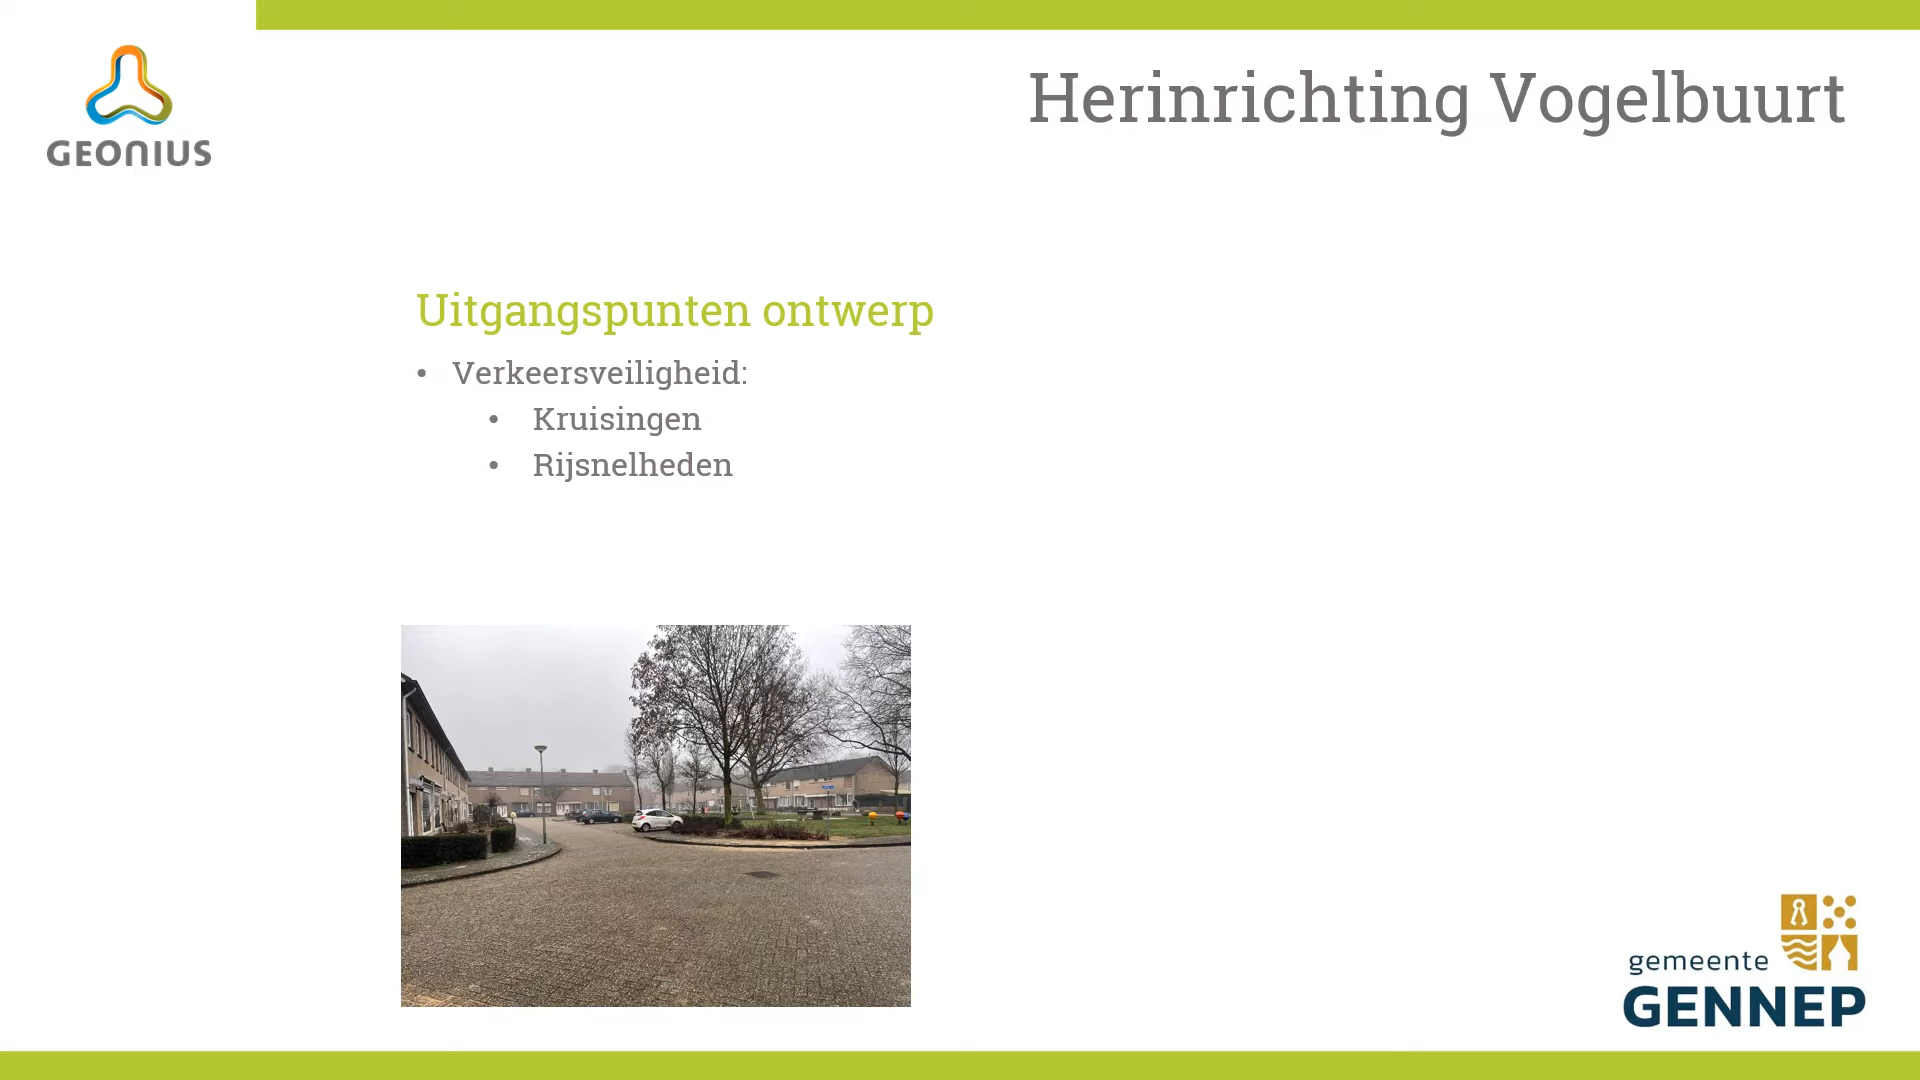 GEONIUS
Herinrichting Vogelbuurt
Uitgangspunten ontwerp
• Verkeersveiligheid:
• Kruisingen
• Rijsnelheden
gemeente
GENNEP